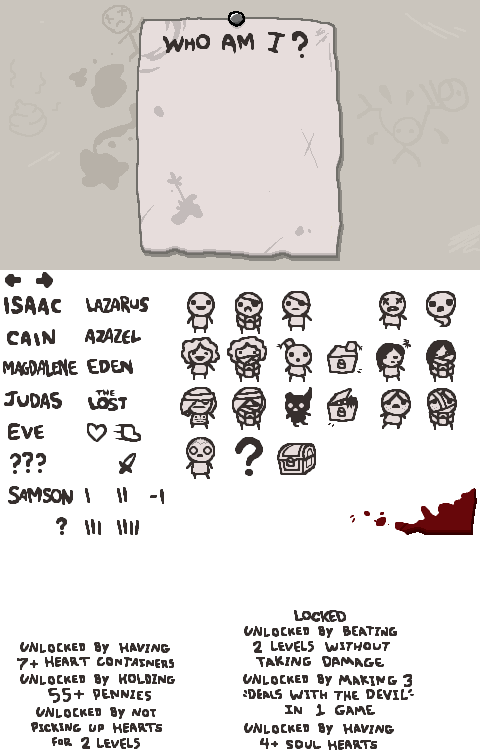 WHO AM I?
ISAAC LAZARUS
CAIN AZAZEL
MAGDALENE EDEN
JUDAS THE LOST
EVE
???
SAMSON | || -|
? ||| ||||
?
UNLOCKED BY HAVING
7+ HEART CONTAINERS
UNLOCKED BY HOLDING
55+ PENNIES
UNLOCKED BY NOT
PICKING UP HEARTS
FOR 2 LEVELS
LOCKED
UNLOCKED BY BEATING
2 LEVELS WITHOUT
TAKING DAMAGE
UNLOCKED BY MAKING 3
"DEALS WITH THE DEVIL"
IN 1 GAME
UNLOCKED BY HAVING
4+ SOUL HEARTS